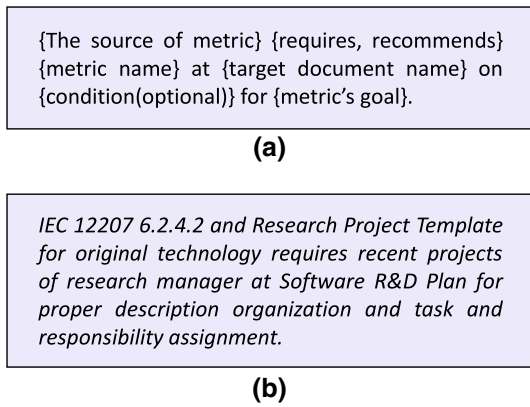 {The source of metric} {requires, recommends}
{metric name} at {target document name} on
{condition(optional)} for {metric's goal}.
(a)
IEC 12207 6.2.4.2 and Research Project Template
for original technology requires recent projects
of research manager at Software R&D Plan for
proper description organization and task and
responsibility assignment.
(b)